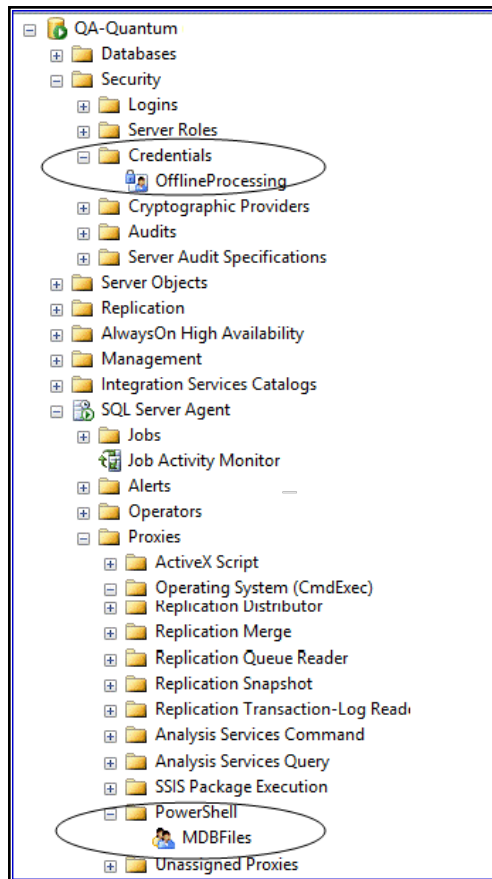 QA-Quantum
Databases
Security
Logins
Server Roles
Credentials
OfflineProcessing
Cryptographic Providers
Audits
Server Audit Specifications
Server Objects
Replication
AlwaysOn High Availability
Management
Integration Services Catalogs
SQL Server Agent
Jobs
Job Activity Monitor
Alerts
Operators
Proxies
ActiveX Script
Operating System (CmdExec)
Replication Distributor
Replication Merge
Replication Queue Reader
Replication Snapshot
Replication Transaction-Log Read
Analysis Services Command
Analysis Services Query
SSIS Package Execution
PowerShell
MDBFiles
Unassigned Proxies